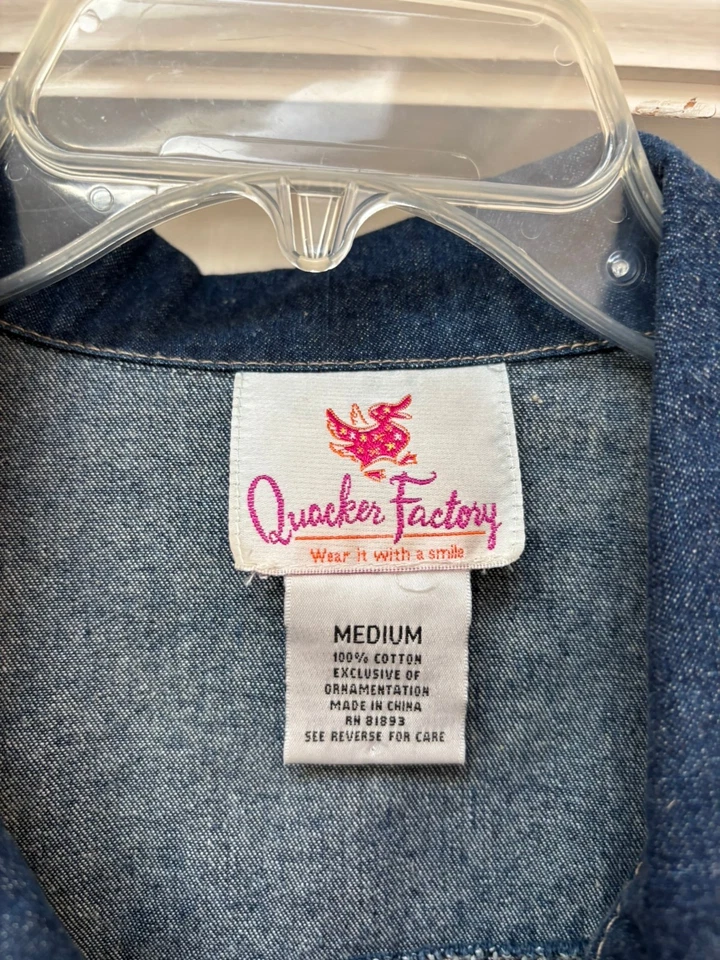 Quacker Factory
Wear it with a smile
MEDIUM
100% COTTON
EXCLUSIVE OF
ORNAMENTATION
MADE IN CHINA
RN 81893
SEE REVERSE FOR CARE